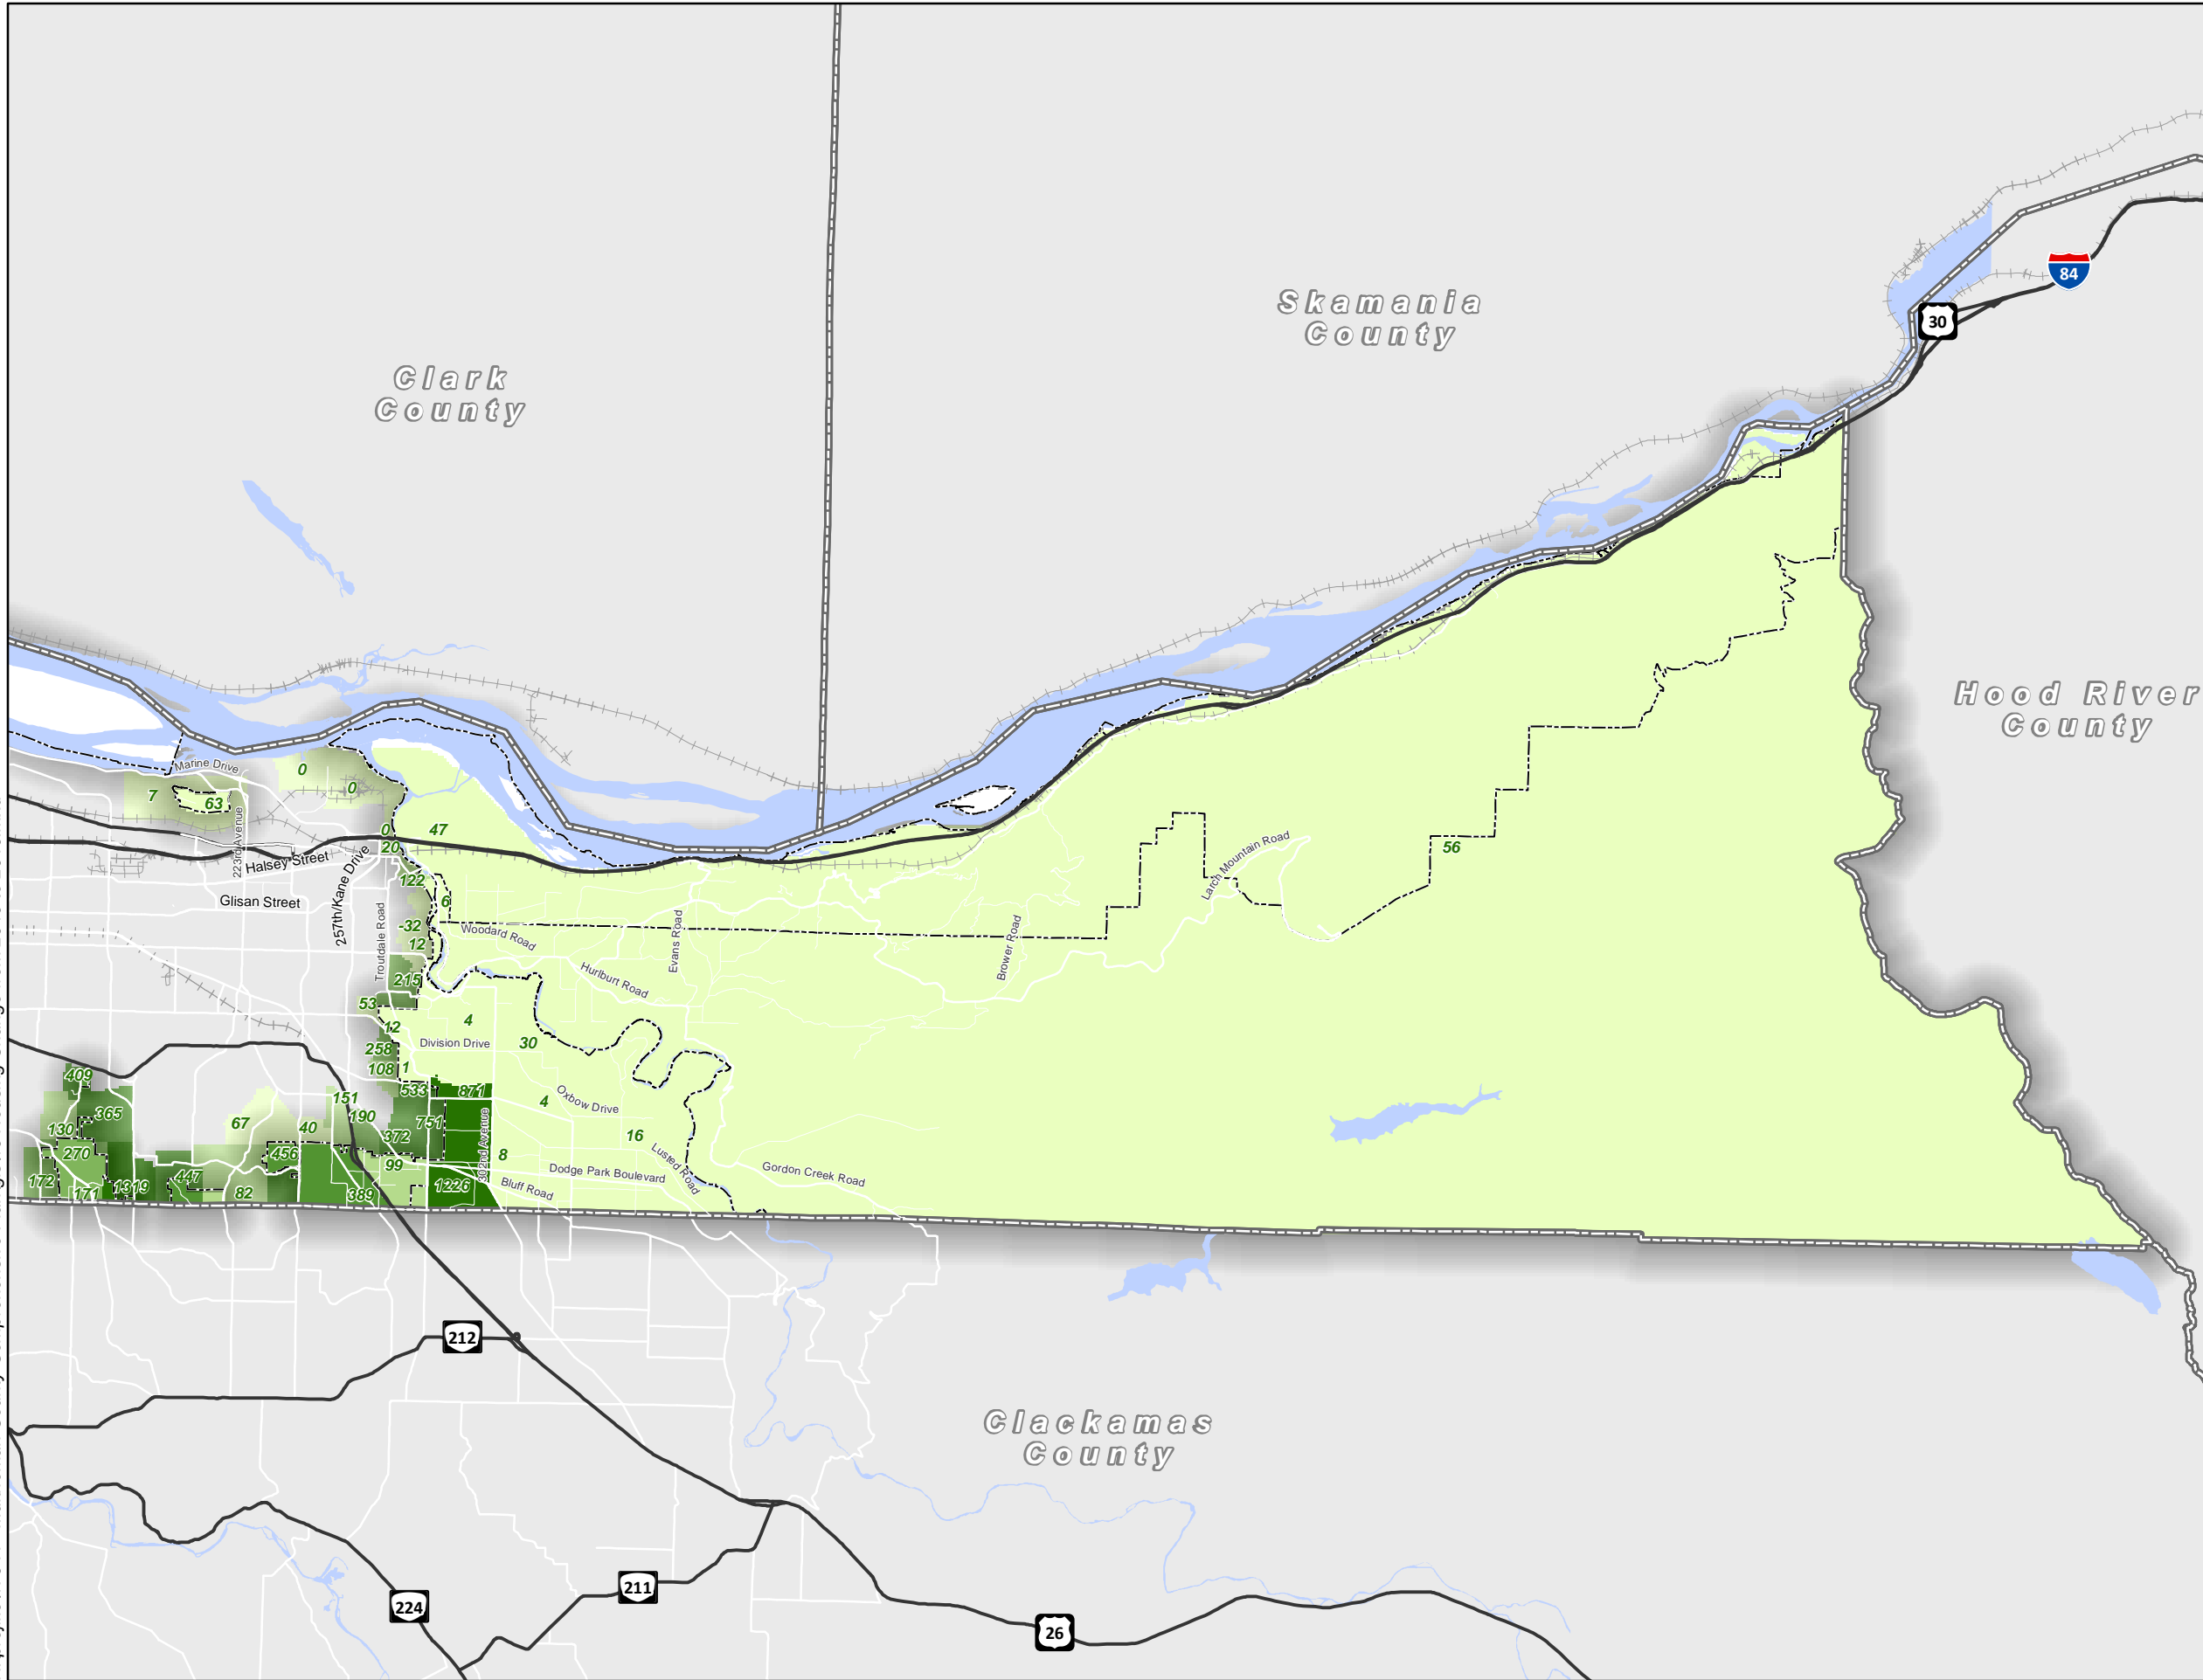 84
30
Skamania
County
Clark
County
Hood River
County
Marine Drive
0
7
63
0
223rd Avenue
0
47
20
Halsey Street
257th/Kane Drive
Larch Mountain Road
56
122
Glisan Street
6
Troutdale Road
-32
12
Woodard Road
Evans Road
Brower Road
215
Hurlburt Road
53
4
12
Division Drive
30
258
108
1
409
533
871
151
Oxbow Drive
4
365
190
67
40
751
130
372
302nd Avenue
16
270
456
8
99
Lusted Road
Dodge Park Boulevard
Gordon Creek Road
172
447
171
1319
82
389
1226
Bluff Road
212
Clackamas
County
211
224
26